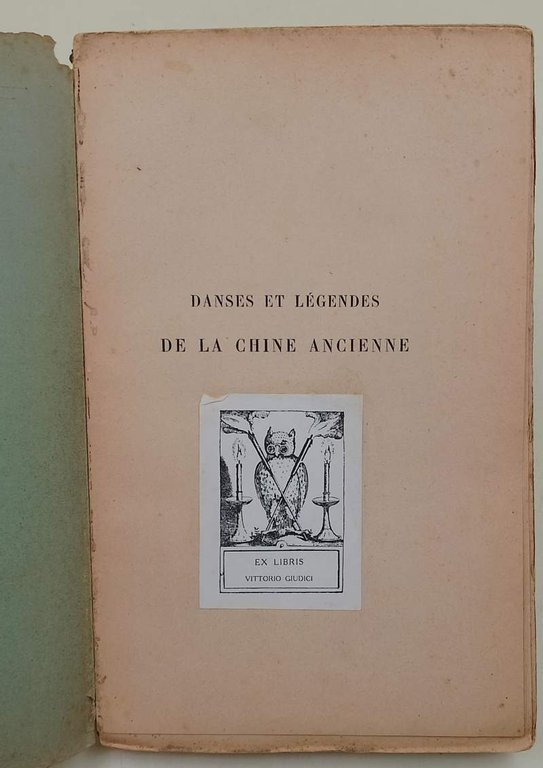 DANSES ET LÉGENDES
DE LA CHINE ANCIENNE
EX LIBRIS
VITTORIO GIUDICI